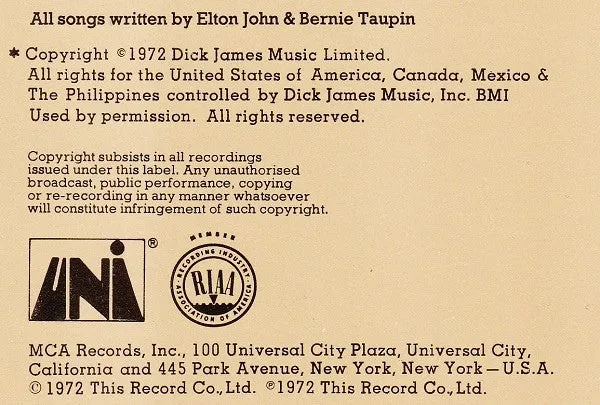 All songs written by Elton John & Bernie Taupin
* Copyright ©1972 Dick James Music Limited.
All rights for the United States of America, Canada, Mexico &
The Philippines controlled by Dick James Music, Inc. BMI
Used by permission. All rights reserved.
Copyright subsists in all recordings
issued under this label. Any unauthorised
broadcast, public performance, copying
or re-recording in any manner whatsoever
will constitute infringement of such copyright.
UNI ®
MEMBER
RECORDING INDUSTRY
RIAA
ASSOCIATION OF AMERICA
MCA Records, Inc., 100 Universal City Plaza, Universal City,
California and 445 Park Avenue, New York, New York—U.S.A.
© 1972 This Record Co., Ltd. ℗1972 This Record Co., Ltd.